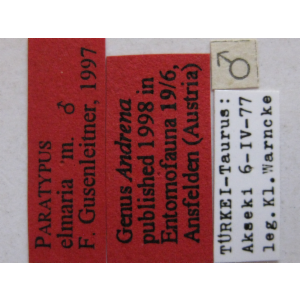 PARATYPUS
elmaria m. ♂
F. Gusenleitner, 1997
Genus Andrena
published 1998 in
Entomofauna 19/6,
Ansfelden (Austria)
♂
TÜRKEI-Taurus:
Akseki 6-IV-77
leg.Kl.Warncke